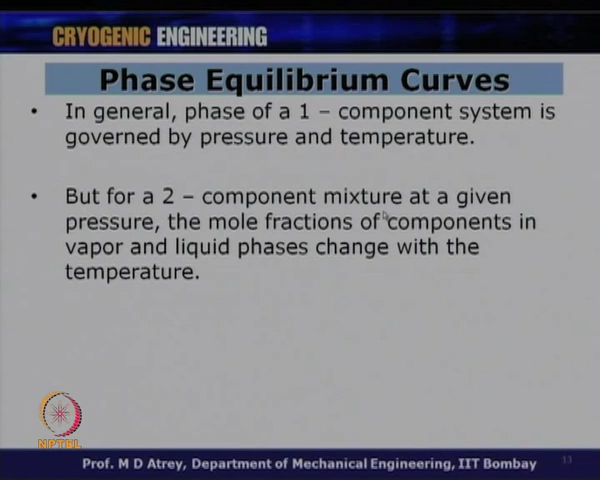 CRYOGENIC ENGINEERING
Phase Equilibrium Curves
• In general, phase of a 1 – component system is
governed by pressure and temperature.
• But for a 2 – component mixture at a given
pressure, the mole fractions of components in
vapor and liquid phases change with the
temperature.
NPTEL
Prof. M D Atrey, Department of Mechanical Engineering, IIT Bombay
13